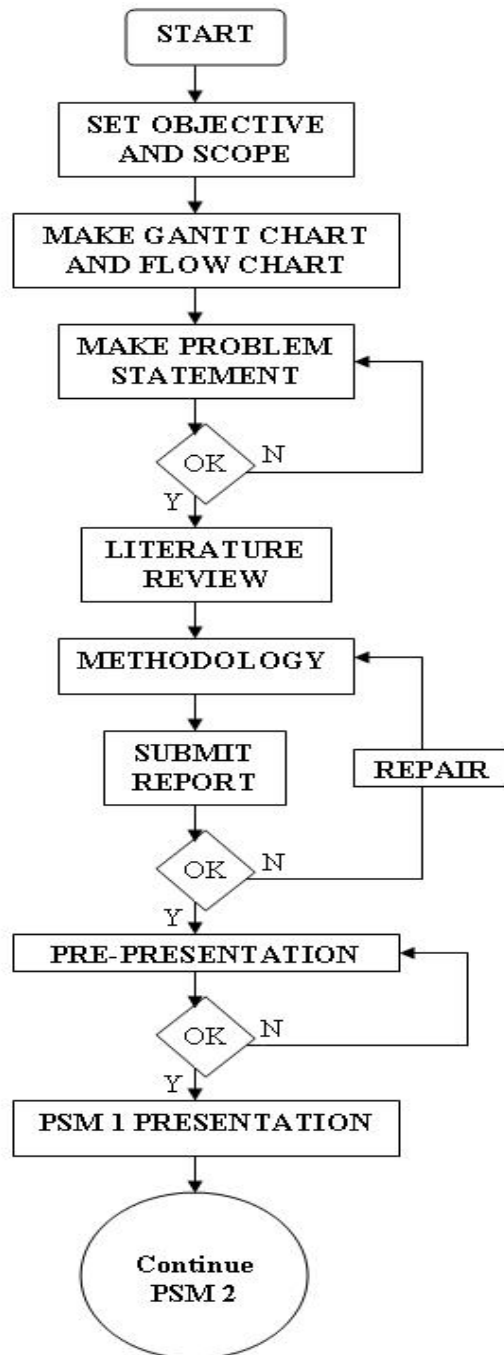 START
SET OBJECTIVE
AND SCOPE
MAKE GANTT CHART
AND FLOW CHART
MAKE PROBLEM
STATEMENT
OK
N
Y
LITERATURE
REVIEW
METHODOLOGY
SUBMIT
REPORT
REPAIR
OK
N
Y
PRE-PRESENTATION
OK
N
Y
PSM 1 PRESENTATION
Continue
PSM 2